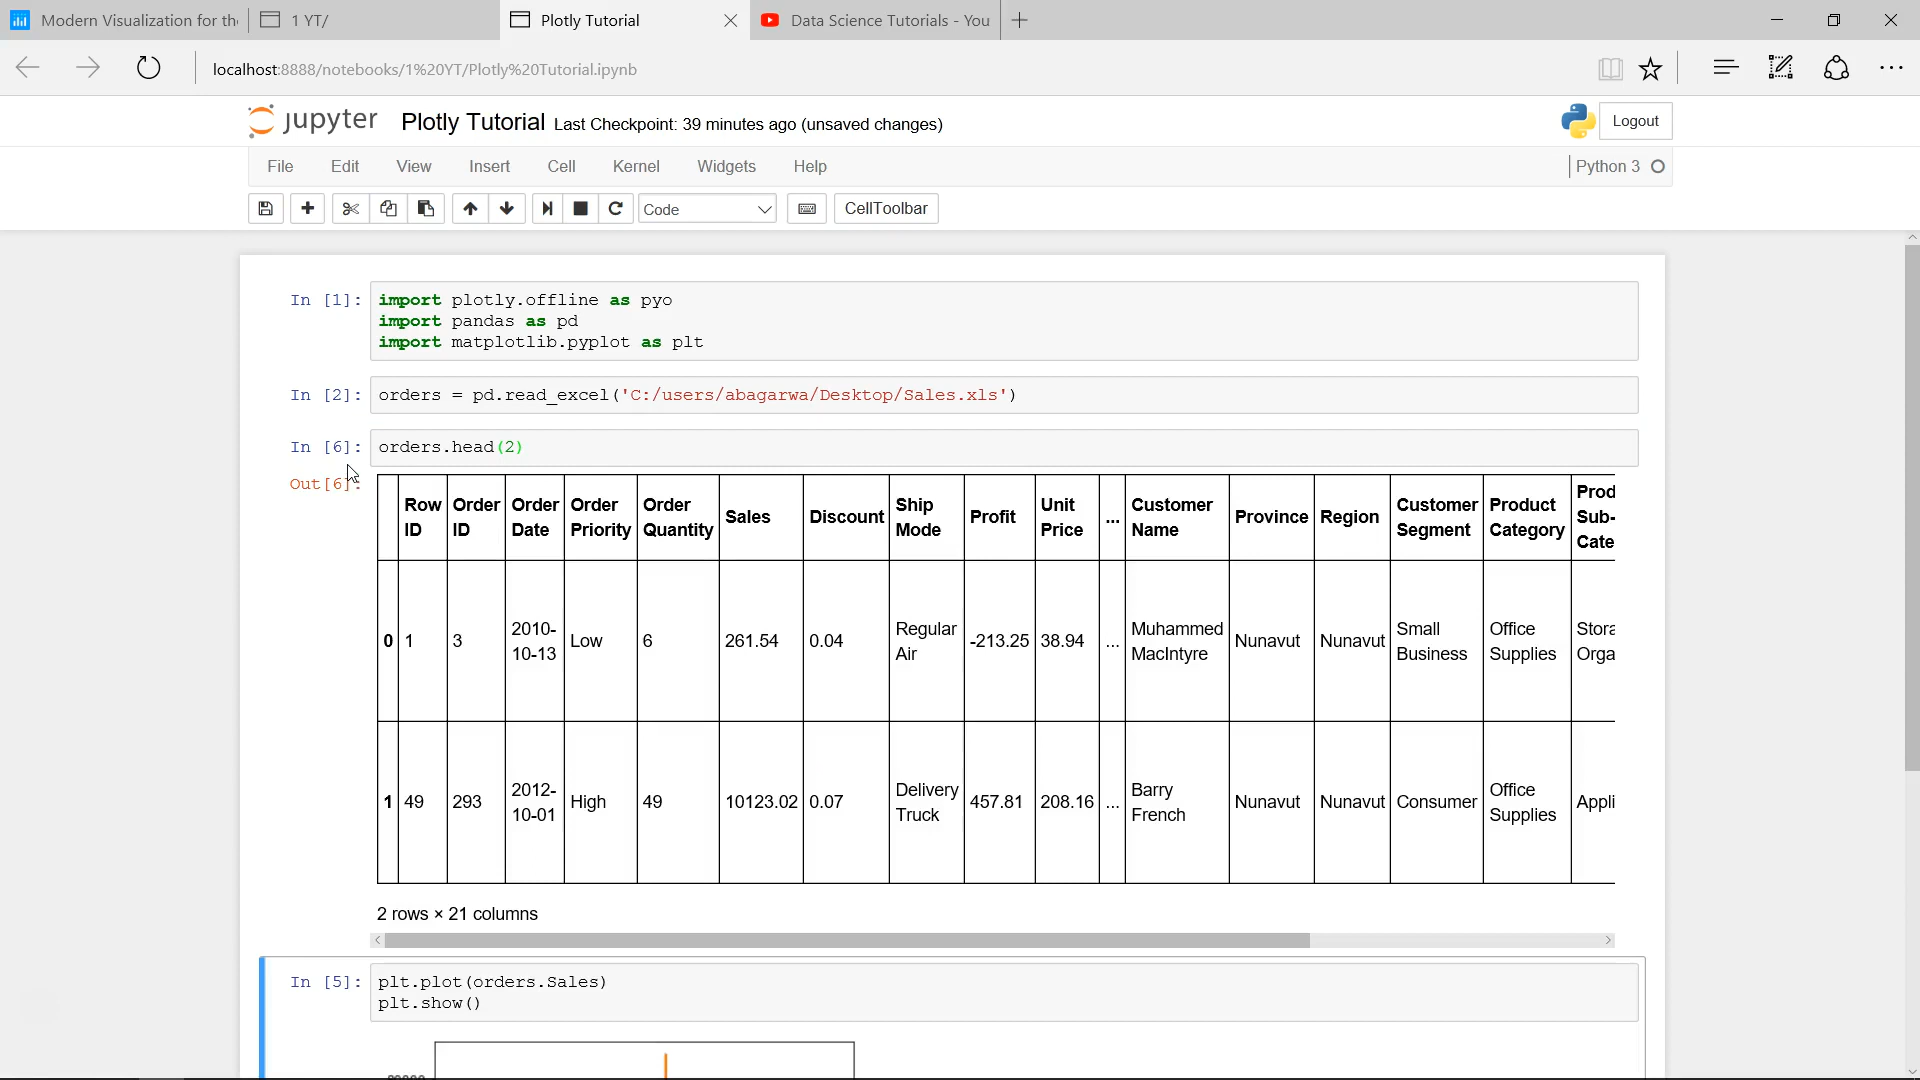 Modern Visualization for the
1 YT/
Plotly Tutorial
Data Science Tutorials - You
localhost:8888/notebooks/1%20YT/Plotly%20Tutorial.ipynb
jupyter Plotly Tutorial Last Checkpoint: 39 minutes ago (unsaved changes)
Logout
File Edit View Insert Cell Kernel Widgets Help
Python 3
Code
CellToolbar
In [1]: import plotly.offline as pyo
import pandas as pd
import matplotlib.pyplot as plt
In [2]: orders = pd.read_excel('C:/users/abagarwa/Desktop/Sales.xls')
In [6]: orders.head(2)
Out[6]:
Row ID Order ID Order Date Order Priority Order Quantity Sales Discount Ship Mode Profit Unit Price ... Customer Name Province Region Customer Segment Product Category Prod Sub- Cate
0 1 3 2010-10-13 Low 6 261.54 0.04 Regular Air -213.25 38.94 ... Muhammed MacIntyre Nunavut Nunavut Small Business Office Supplies Stora Orga
1 49 293 2012-10-01 High 49 10123.02 0.07 Delivery Truck 457.81 208.16 ... Barry French Nunavut Nunavut Consumer Office Supplies Appli
2 rows × 21 columns
In [5]: plt.plot(orders.Sales)
plt.show()